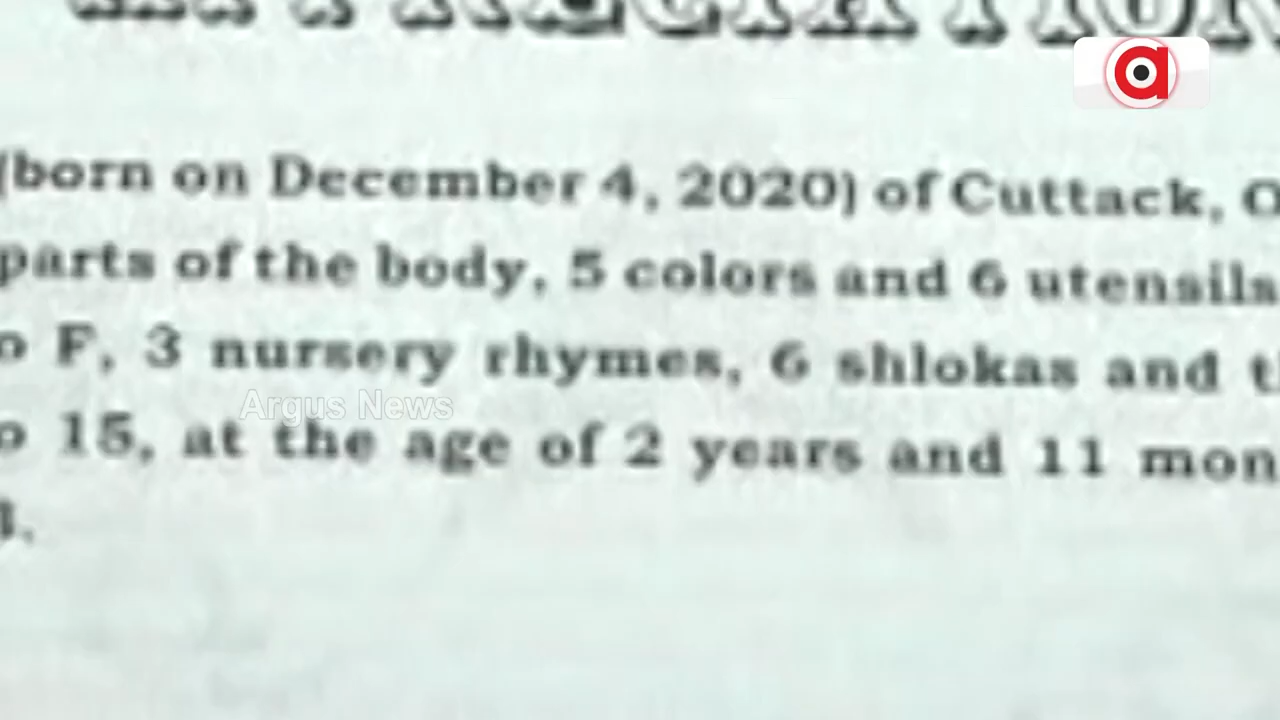 (born on December 4, 2020) of Cuttack,
parts of the body, 5 colors and 6 utensils
F, 3 nursery rhymes, 6 shlokas and
Argus News
15, at the age of 2 years and 11